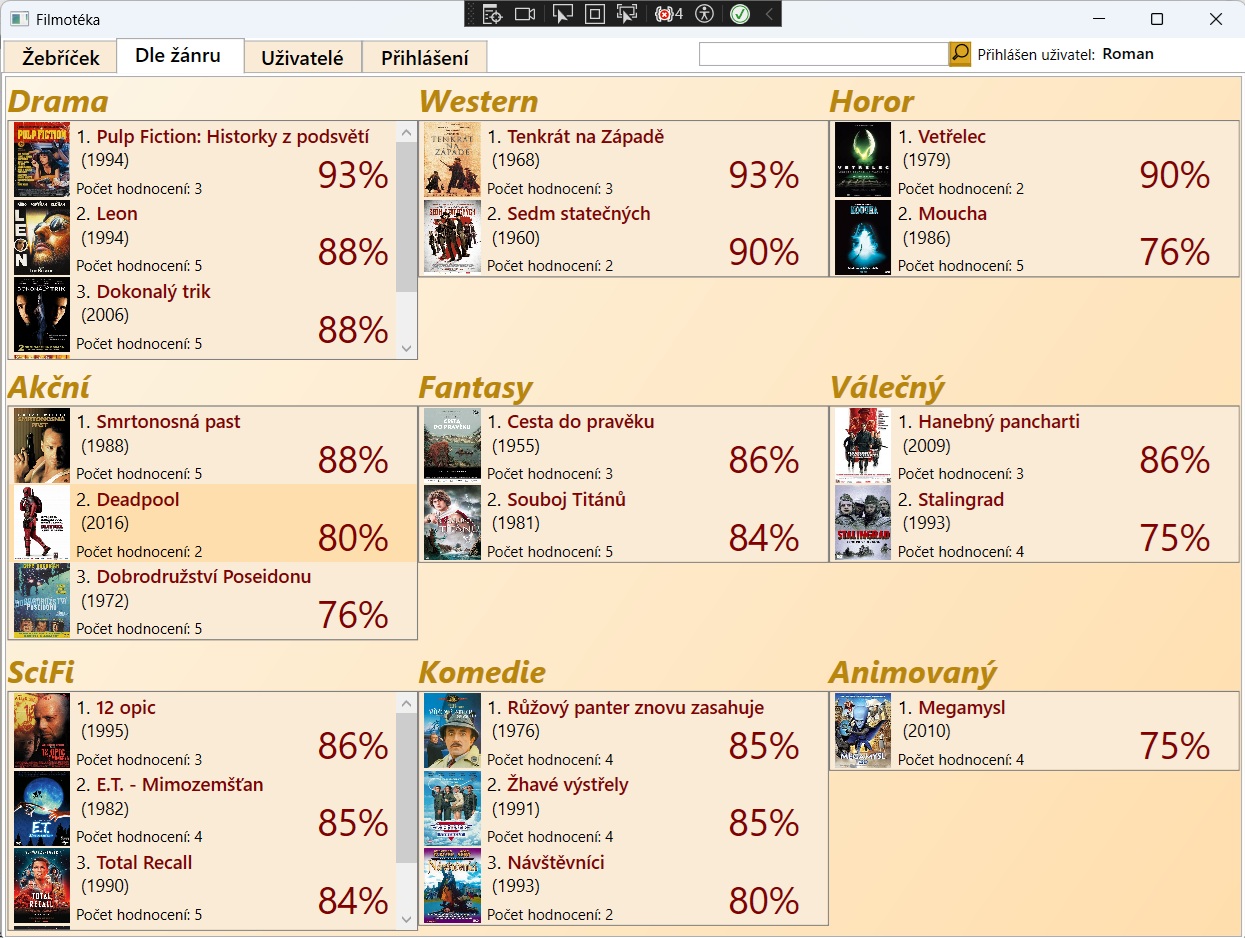 Filmotéka
4
Žebříček
Dle žánru
Uživatelé
Přihlášení
Přihlášen uživatel: Roman
Drama
1. Pulp Fiction: Historky z podsvětí
(1994)
93%
Počet hodnocení: 3
2. Leon
(1994)
88%
Počet hodnocení: 5
3. Dokonalý trik
(2006)
88%
Počet hodnocení: 5
Western
1. Tenkrát na Západě
(1968)
93%
Počet hodnocení: 3
2. Sedm statečných
(1960)
90%
Počet hodnocení: 2
Horor
1. Vetřelec
(1979)
90%
Počet hodnocení: 2
2. Moucha
(1986)
76%
Počet hodnocení: 5
Akční
1. Smrtonosná past
(1988)
88%
Počet hodnocení: 5
2. Deadpool
(2016)
80%
Počet hodnocení: 2
3. Dobrodružství Poseidonu
(1972)
76%
Počet hodnocení: 5
Fantasy
1. Cesta do pravěku
(1955)
86%
Počet hodnocení: 3
2. Souboj Titánů
(1981)
84%
Počet hodnocení: 5
Válečný
1. Hanebný pancharti
(2009)
86%
Počet hodnocení: 3
2. Stalingrad
(1993)
75%
Počet hodnocení: 4
SciFi
1. 12 opic
(1995)
86%
Počet hodnocení: 3
2. E.T. - Mimozemšťan
(1982)
85%
Počet hodnocení: 4
3. Total Recall
(1990)
84%
Počet hodnocení: 5
Komedie
1. Růžový panter znovu zasahuje
(1976)
85%
Počet hodnocení: 4
2. Žhavé výstřely
(1991)
85%
Počet hodnocení: 4
3. Návštěvníci
(1993)
80%
Počet hodnocení: 2
Animovaný
1. Megamysl
(2010)
75%
Počet hodnocení: 4